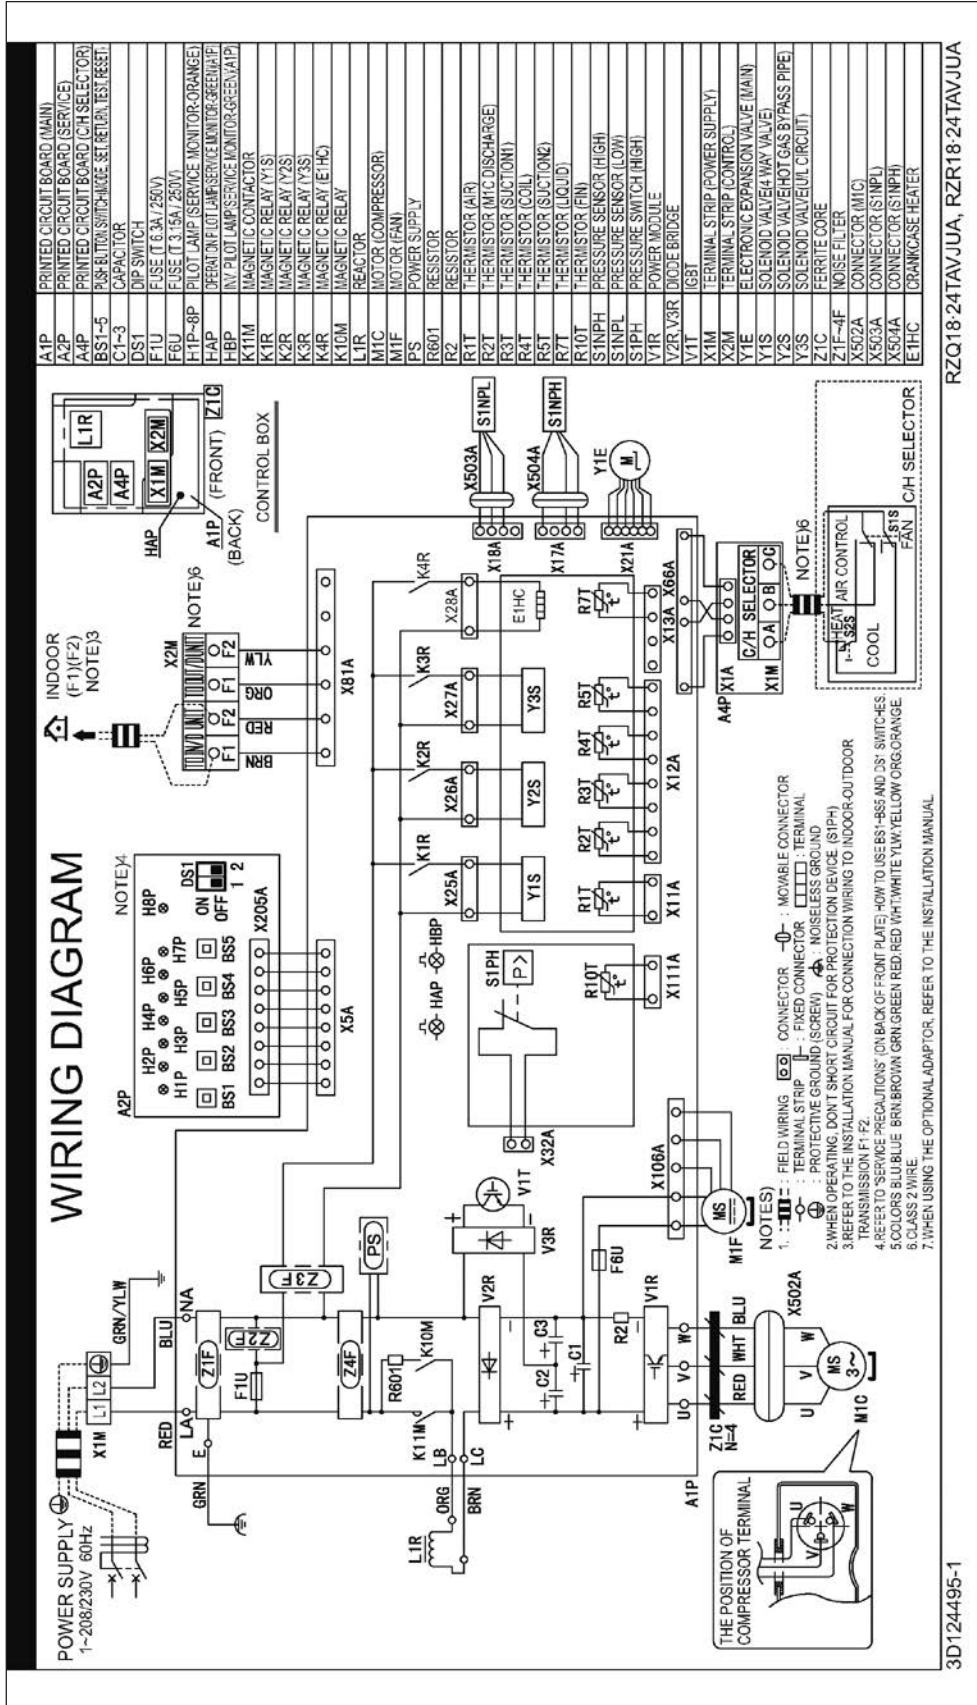 WIRING DIAGRAM
POWER SUPPLY
1~208/230V 60Hz
X1M
L1
L2
GRN/YLW
RED
BLU
LA
NA
E
GRN
Z1F
F1U
Z2F
Z3F
Z4F
PS
R601
K10M
K11M
LB
LC
ORG
BRN
L1R
V2R
V3R
V1T
C2
C3
C1
R2
V1R
F6U
U
V
W
Z1C
N=4
RED
WHT
BLU
X502A
U
V
W
MS
3~
M1C
A1P
THE POSITION OF
COMPRESSOR TERMINAL
U
V
W
X106A
MS
M1F
A2P
NOTE)4
H1P
H2P
H3P
H4P
H5P
H6P
H7P
H8P
BS1
BS2
BS3
BS4
BS5
DS1
ON
OFF
1 2
X205A
X5A
INDOOR
(F1)(F2)
NOTE)3
X2M
TO IN/D UNIT
TO OUT/D UNIT
NOTE)6
F1
F2
F1
F2
BRN
RED
ORG
YLW
X81A
HAP
HBP
K1R
K2R
K3R
K4R
X25A
X26A
X27A
X28A
Y1S
Y2S
Y3S
E1HC
S1PH
P>
X32A
R10T
t°
X111A
R1T
t°
X11A
R2T
t°
R3T
t°
R4T
t°
R5T
t°
X12A
R7T
t°
X13A
X66A
X18A
X503A
S1NPL
X17A
X504A
S1NPH
X21A
Y1E
M
A4P
X1A
C/H SELECTOR
X1M
A
B
C
NOTE)6
HEAT
AIR CONTROL
S2S
COOL
S1S
FAN
C/H SELECTOR
L1R
A2P
A4P
X1M
X2M
Z1C
HAP
A1P
(BACK)
(FRONT)
CONTROL BOX
NOTES)
1. : FIELD WIRING : CONNECTOR : MOVABLE CONNECTOR
: TERMINAL STRIP : FIXED CONNECTOR : TERMINAL
: PROTECTIVE GROUND (SCREW) : NOISELESS GROUND
2.WHEN OPERATING, DON'T SHORT CIRCUIT FOR PROTECTION DEVICE. (S1PH)
3.REFER TO THE INSTALLATION MANUAL FOR CONNECTION WIRING TO INDOOR-OUTDOOR
TRANSMISSION F1·F2.
4.REFER TO "SERVICE PRECAUTIONS" (ON BACK OF FRONT PLATE) HOW TO USE BS1~BS5 AND DS1 SWITCHES.
5.COLORS BLU:BLUE BRN:BROWN GRN:GREEN RED:RED WHT:WHITE YLW:YELLOW ORG:ORANGE.
6.CLASS 2 WIRE.
7. WHEN USING THE OPTIONAL ADAPTOR, REFER TO THE INSTALLATION MANUAL.
A1P PRINTED CIRCUIT BOARD (MAIN)
A2P PRINTED CIRCUIT BOARD (SERVICE)
A4P PRINTED CIRCUIT BOARD (C/H SELECTOR)
BS1~5 PUSH BUTTON SWITCH(MODE, SET, RETURN, TEST, RESET)
C1~3 CAPACITOR
DS1 DIP SWITCH
F1U FUSE (T 6.3A / 250V)
F6U FUSE (T 3.15A / 250V)
H1P~8P PILOT LAMP (SERVICE MONITOR-ORANGE)
HAP OPERATION PILOT LAMP(SERVICE MONITOR-GREEN)(A1P)
HBP INV. PILOT LAMP(SERVICE MONITOR-GREEN)(A1P)
K11M MAGNETIC CONTACTOR
K1R MAGNETIC RELAY (Y1S)
K2R MAGNETIC RELAY (Y2S)
K3R MAGNETIC RELAY (Y3S)
K4R MAGNETIC RELAY (E1HC)
K10M MAGNETIC RELAY
L1R REACTOR
M1C MOTOR (COMPRESSOR)
M1F MOTOR (FAN)
PS POWER SUPPLY
R601 RESISTOR
R2 RESISTOR
R1T THERMISTOR (AIR)
R2T THERMISTOR (M1C DISCHARGE)
R3T THERMISTOR (SUCTION1)
R4T THERMISTOR (COIL)
R5T THERMISTOR (SUCTION2)
R7T THERMISTOR (LIQUID)
R10T THERMISTOR (FIN)
S1NPH PRESSURE SENSOR (HIGH)
S1NPL PRESSURE SENSOR (LOW)
S1PH PRESSURE SWITCH (HIGH)
V1R POWER MODULE
V2R,V3R DIODE BRIDGE
V1T IGBT
X1M TERMINAL STRIP (POWER SUPPLY)
X2M TERMINAL STRIP (CONTROL)
Y1E ELECTRONIC EXPANSION VALVE (MAIN)
Y1S SOLENOID VALVE(4 WAY VALVE)
Y2S SOLENOID VALVE(HOT GAS BYPASS PIPE)
Y3S SOLENOID VALVE(U/L CIRCUIT)
Z1C FERRITE CORE
Z1F~4F NOISE FILTER
X502A CONNECTOR (M1C)
X503A CONNECTOR (S1NPL)
X504A CONNECTOR (S1NPH)
E1HC CRANKCASE HEATER
3D124495-1
RZQ18·24TAVJUA, RZR18·24TAVJUA